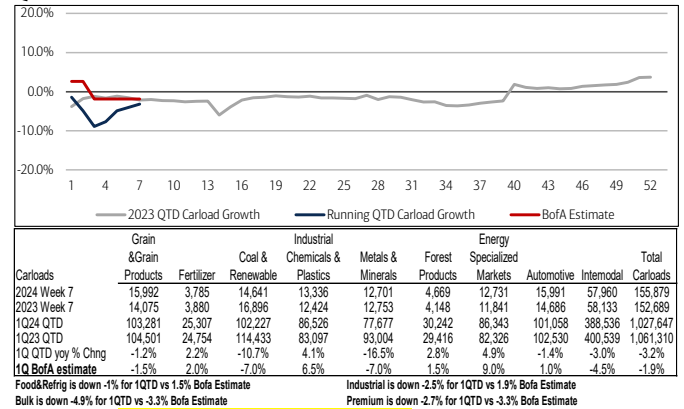 20.0%
10.0%
0.0%
-10.0%
-20.0%
1 4 7 10 13 16 19 22 25 28 31 34 37 40 43 46 49 52
2023 QTD Carload Growth Running QTD Carload Growth BofA Estimate
Grain Industrial Energy
&Grain Coal & Chemicals & Metals & Forest Specialized Total
Carloads Products Fertilizer Renewable Plastics Minerals Products Markets Automotive Intemodal Carloads
2024 Week 7 15,992 3,785 14,641 13,336 12,701 4,669 12,731 15,991 57,960 155,879
2023 Week 7 14,075 3,880 16,896 12,424 12,753 4,148 11,841 14,686 58,133 152,689
1Q24 QTD 103,281 25,307 102,227 86,526 77,677 30,242 86,343 101,058 388,536 1,027,647
1Q23 QTD 104,501 24,754 114,433 83,097 93,004 29,416 82,326 102,530 400,539 1,061,310
1Q QTD yoy % Chng -1.2% 2.2% -10.7% 4.1% -16.5% 2.8% 4.9% -1.4% -3.0% -3.2%
1Q BofA estimate -1.5% 2.0% -7.0% 6.5% -7.0% 1.5% 9.0% 1.0% -4.5% -1.9%
Food&Refrig is down -1% for 1QTD vs 1.5% Bofa Estimate Industrial is down -2.5% for 1QTD vs 1.9% BofA Estimate
Bulk is down -4.9% for 1QTD vs -3.3% BofA Estimate Premium is down -2.7% for 1QTD vs -3.3% BofA Estimate